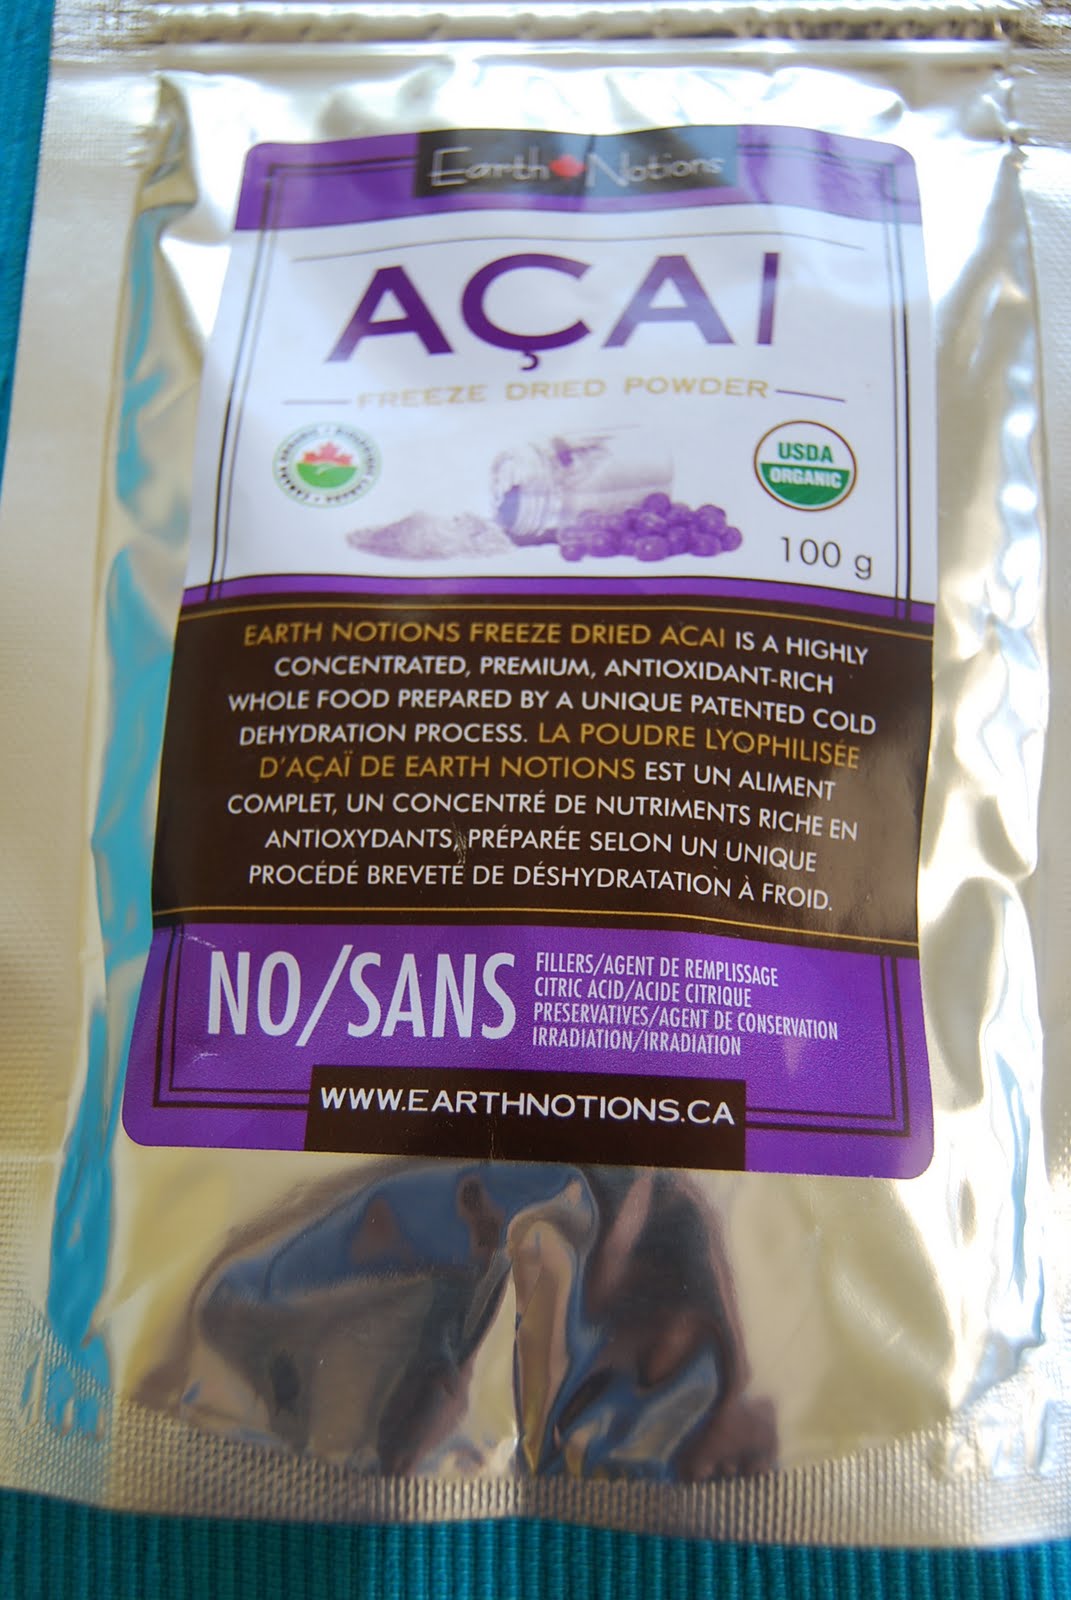 Earth Notions
AÇAI
FREEZE DRIED POWDER
USDA
ORGANIC
100 g
EARTH NOTIONS FREEZE DRIED ACAI IS A HIGHLY
CONCENTRATED, PREMIUM, ANTIOXIDANT-RICH
WHOLE FOOD PREPARED BY A UNIQUE PATENTED COLD
DEHYDRATION PROCESS. LA POUDRE LYOPHILISÉE
D'AÇAÏ DE EARTH NOTIONS EST UN ALIMENT
COMPLET, UN CONCENTRÉ DE NUTRIMENTS RICHE EN
ANTIOXYDANTS, PRÉPARÉE SELON UN UNIQUE
PROCÉDÉ BREVETÉ DE DÉSHYDRATATION À FROID.
NO/SANS
FILLERS/AGENT DE REMPLISSAGE
CITRIC ACID/ACIDE CITRIQUE
PRESERVATIVES/AGENT DE CONSERVATION
IRRADIATION/IRRADIATION
WWW.EARTHNOTIONS.CA